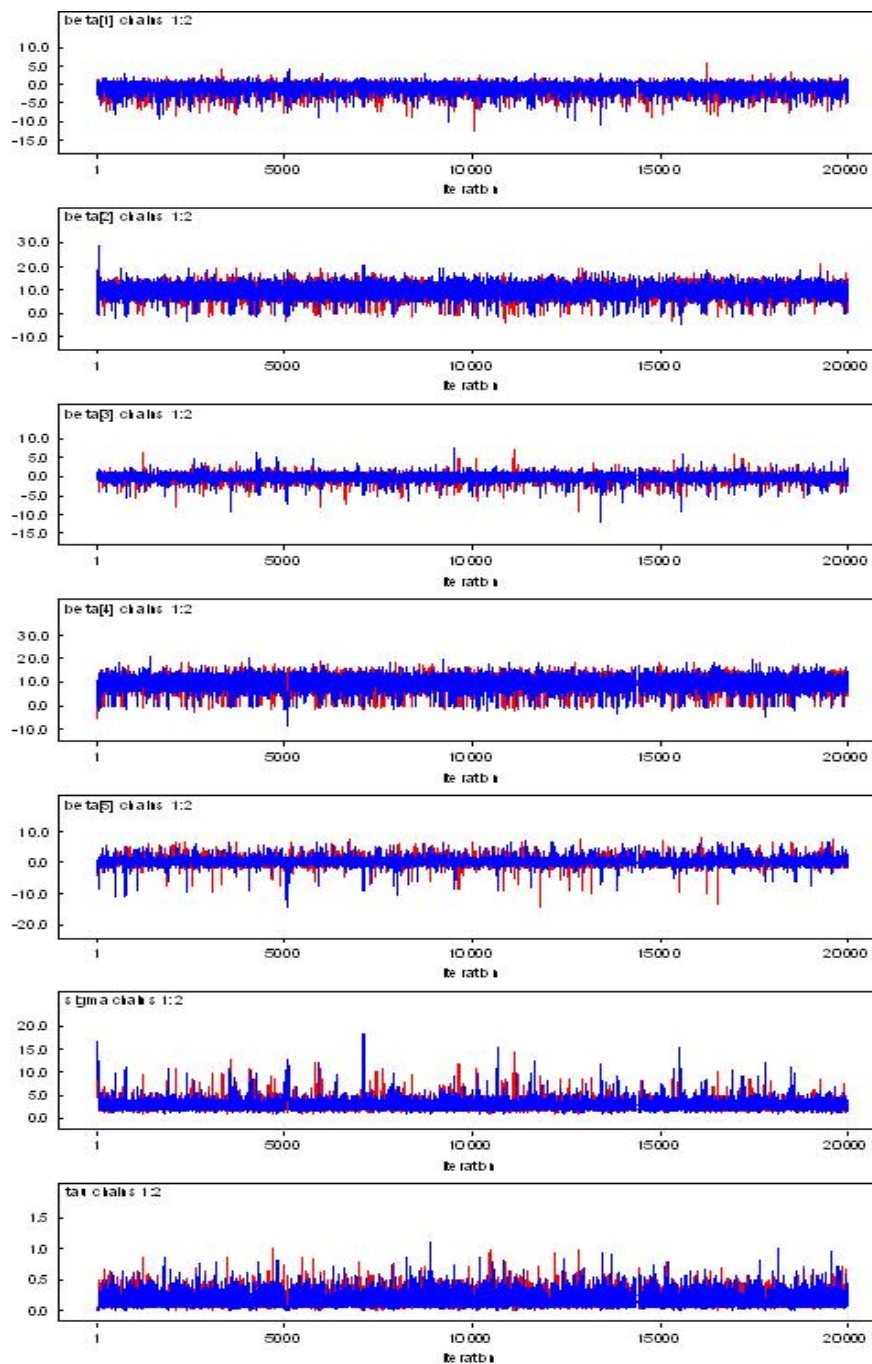 beta[1] chains 1:2
10.0
5.0
0.0
-5.0
-10.0
-15.0
1 5000 10000 15000 20000
Iteration
beta[2] chains 1:2
30.0
20.0
10.0
0.0
-10.0
1 5000 10000 15000 20000
Iteration
beta[3] chains 1:2
10.0
5.0
0.0
-5.0
-10.0
-15.0
1 5000 10000 15000 20000
Iteration
beta[4] chains 1:2
30.0
20.0
10.0
0.0
-10.0
1 5000 10000 15000 20000
Iteration
beta[5] chains 1:2
10.0
0.0
-10.0
-20.0
1 5000 10000 15000 20000
Iteration
sigma chains 1:2
20.0
15.0
10.0
5.0
0.0
1 5000 10000 15000 20000
Iteration
tau chains 1:2
1.5
1.0
0.5
0.0
1 5000 10000 15000 20000
Iteration